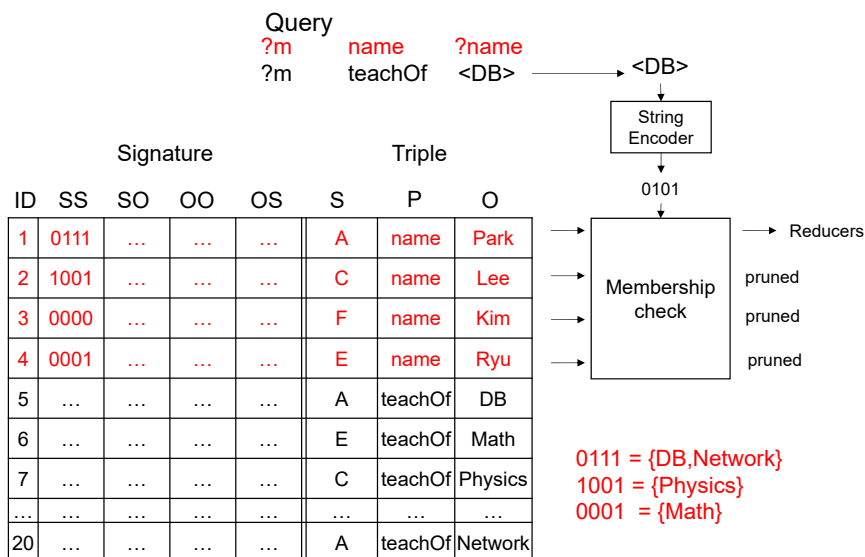 Query
?m name ?name
?m teachOf <DB> <DB>
String
Encoder
0101
Signature Triple
ID SS SO OO OS S P O
1 0111 … … … A name Park
2 1001 … … … C name Lee
3 0000 … … … F name Kim
4 0001 … … … E name Ryu
5 … … … … A teachOf DB
6 … … … … E teachOf Math
7 … … … … C teachOf Physics
… … … … … … … …
20 … … … … A teachOf Network
Membership
check
Reducers
pruned
pruned
pruned
0111 = {DB,Network}
1001 = {Physics}
0001 = {Math}